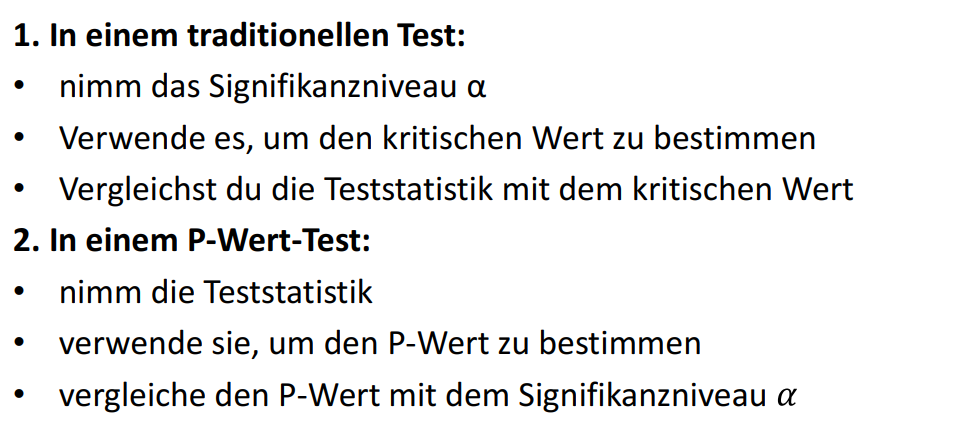 1. In einem traditionellen Test:
• nimm das Signifikanzniveau α
• Verwende es, um den kritischen Wert zu bestimmen
• Vergleichst du die Teststatistik mit dem kritischen Wert
2. In einem P-Wert-Test:
• nimm die Teststatistik
• verwende sie, um den P-Wert zu bestimmen
• vergleiche den P-Wert mit dem Signifikanzniveau α